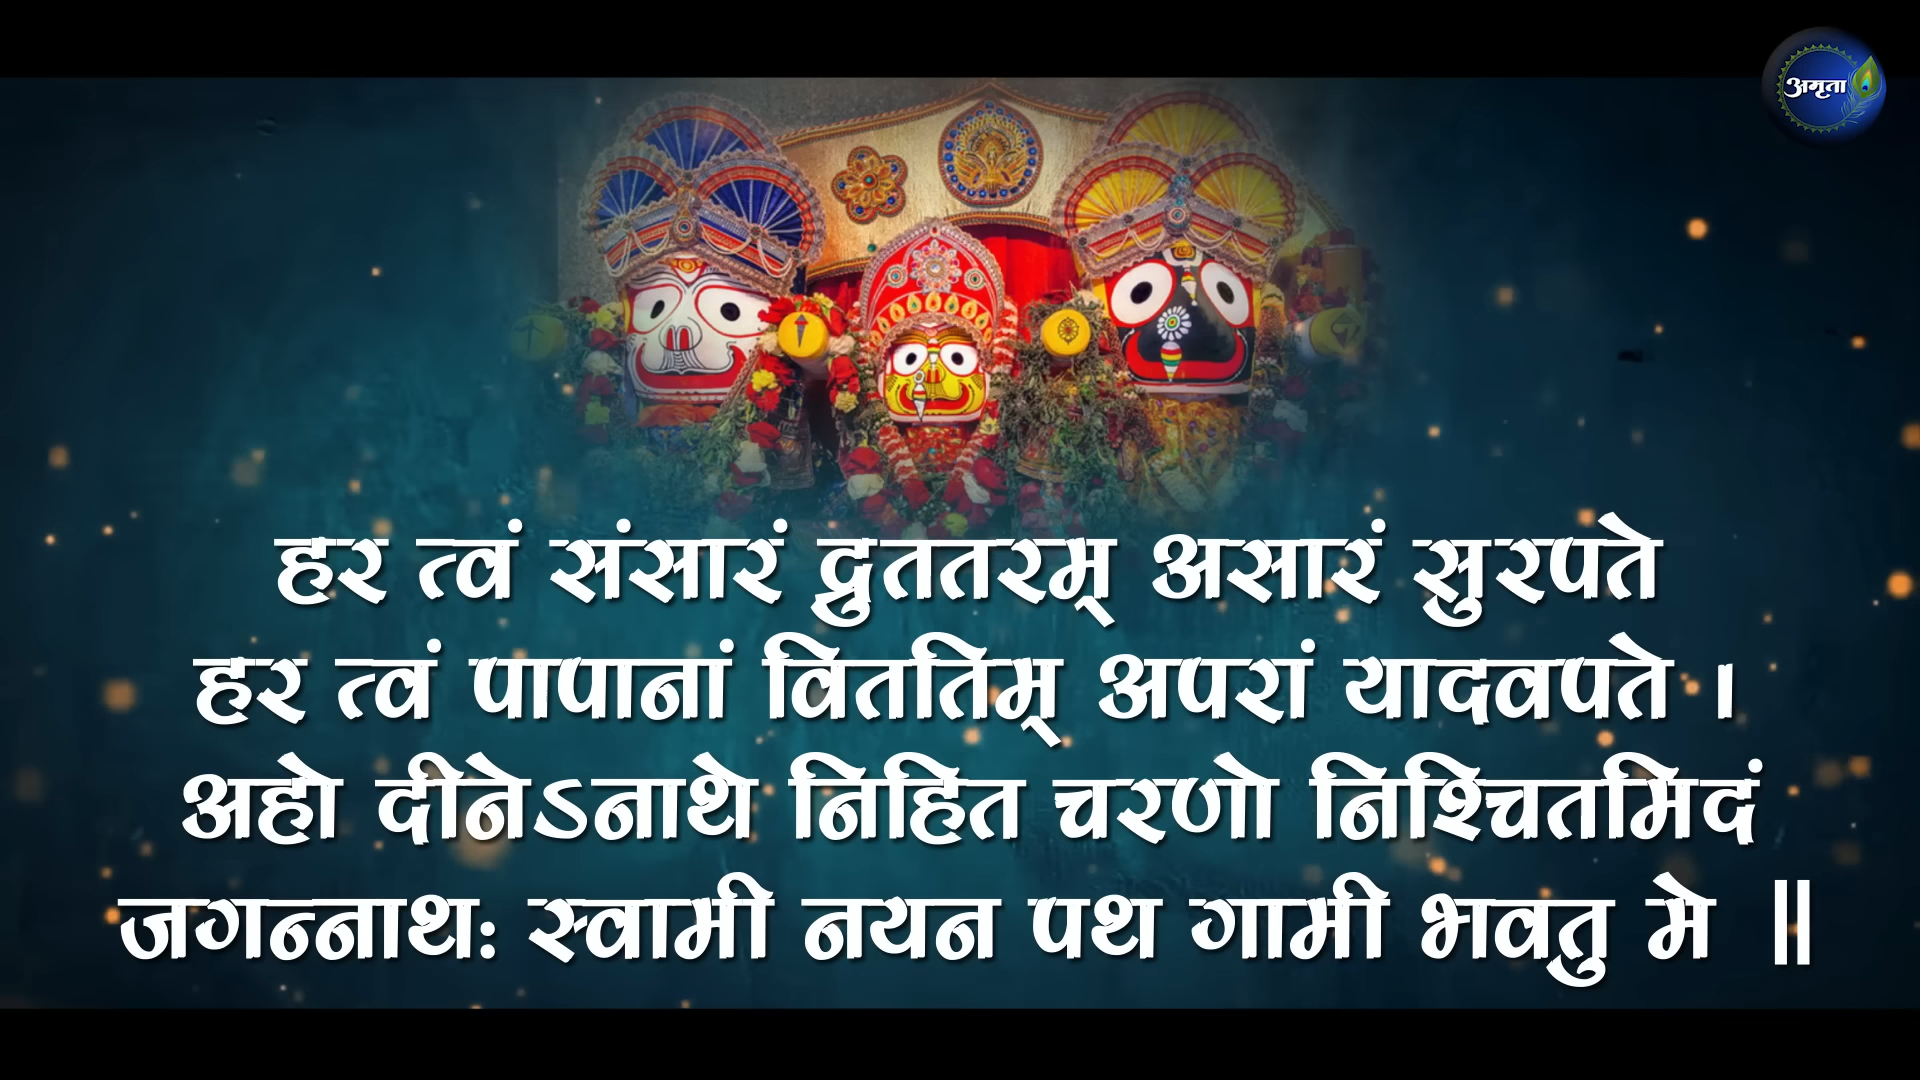 अमृता
हर त्वं संसारं द्रुततरम् असारं सुरपते
हर त्वं पापानां विततिम् अपरां यादवपते ।
अहो दीनेऽनाथे निहित चरणो निश्चितमिदं
जगन्नाथः स्वामी नयन पथ गामी भवतु मे ॥